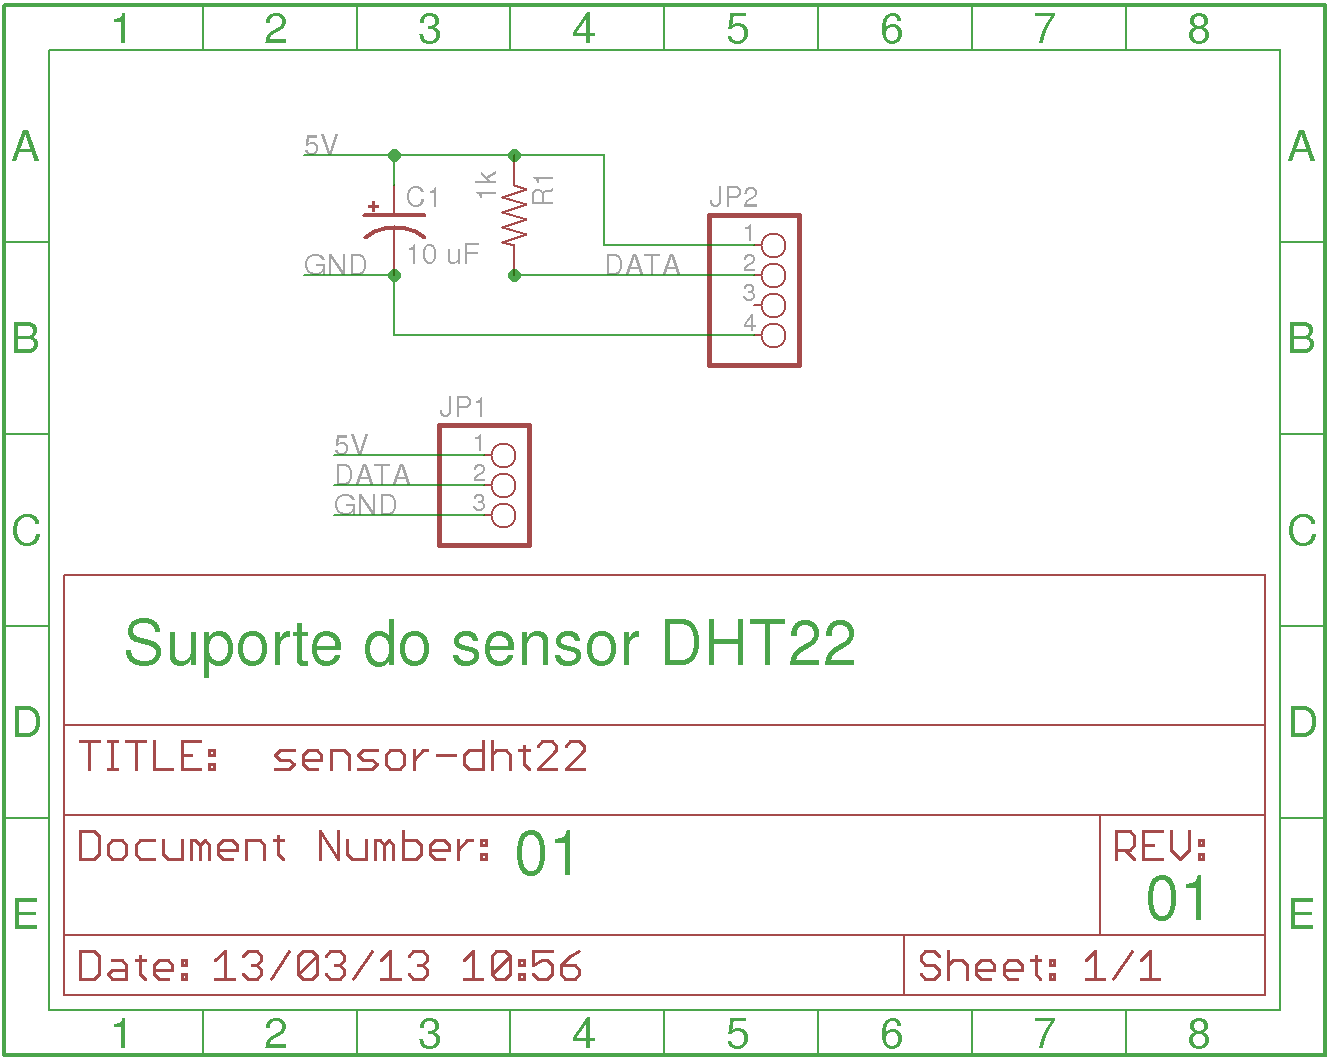 1 2 3 4 5 6 7 8
A A
5V
C1
1k
R1
JP2
+
10 uF
1
GND
DATA
2
3
4
B B
JP1
5V
1
DATA
2
GND
3
C C
Suporte do sensor DHT22
D D
TITLE: sensor-dht22
Document Number: 01
REV:
01
E E
Date: 13/03/13 10:56
Sheet: 1/1
1 2 3 4 5 6 7 8